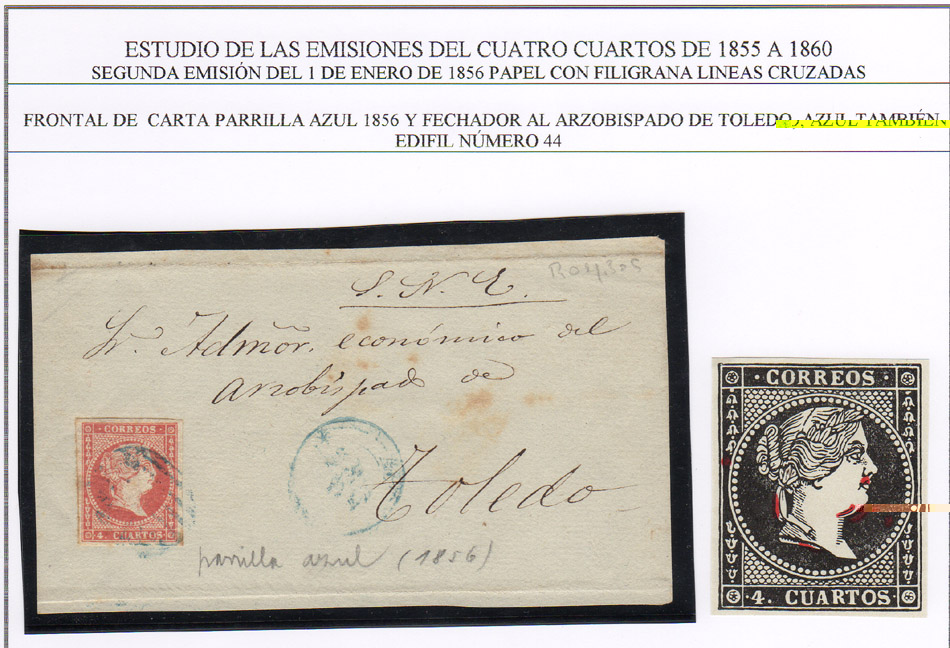 ESTUDIO DE LAS EMISIONES DEL CUATRO CUARTOS DE 1855 A 1860
SEGUNDA EMISIÓN DEL 1 DE ENERO DE 1856 PAPEL CON FILIGRANA LINEAS CRUZADAS
FRONTAL DE CARTA PARRILLA AZUL 1856 Y FECHADOR AL ARZOBISPADO DE TOLEDO, AZUL TAMBIÉN
EDIFIL NÚMERO 44
S. N. E.
Sr. Admõr. económico del
arzobispado de
Toledo
CORREOS
4. CUARTOS
parrilla azul (1856)
CORREOS
4. CUARTOS